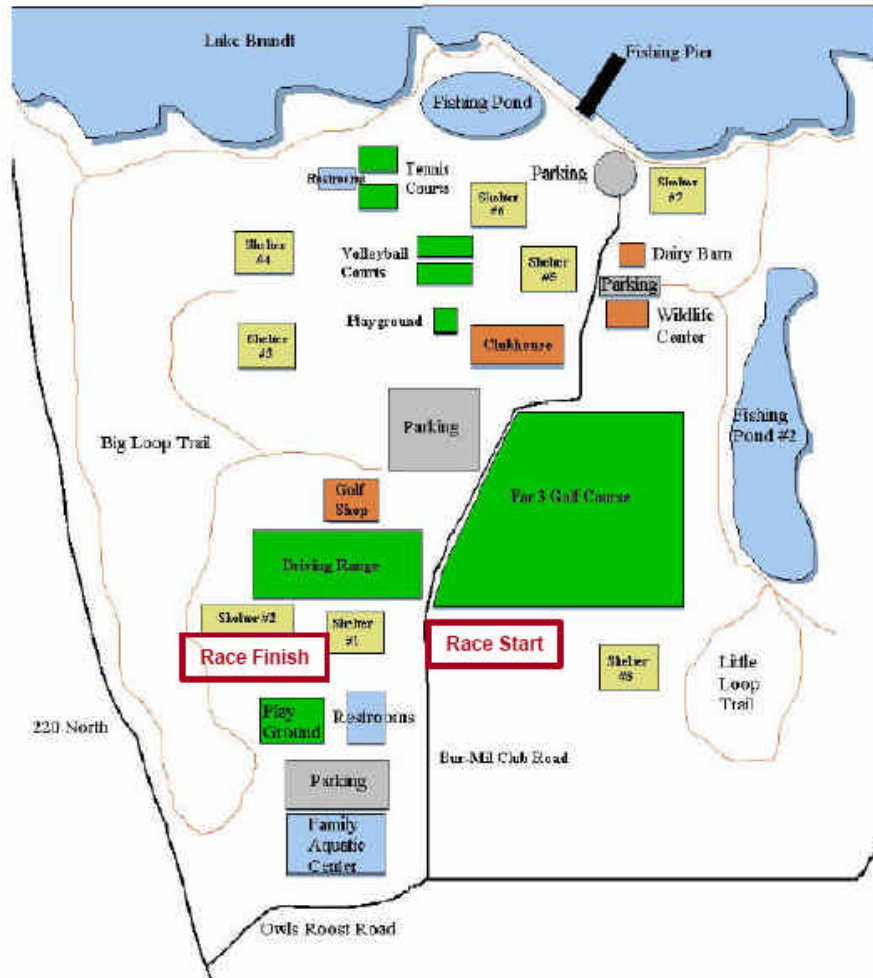 Lake Brandt
Fishing Pier
Fishing Pond
Restrooms
Tennis
Courts
Parking
Shelter
#7
Shelter
#6
Shelter
#4
Volleyball
Courts
Shelter
#5
Dairy Barn
Parking
Wildlife
Center
Playground
Clubhouse
Shelter
#3
Big Loop Trail
Parking
Fishing
Pond #2
Golf
Shop
Par 3 Golf Course
Driving Range
Shelter #2
Shelter
#1
Race Finish
Race Start
Shelter
#8
Little
Loop
Trail
220 North
Play
Ground
Restrooms
Bur-Mil Club Road
Parking
Family
Aquatic
Center
Owls Roost Road